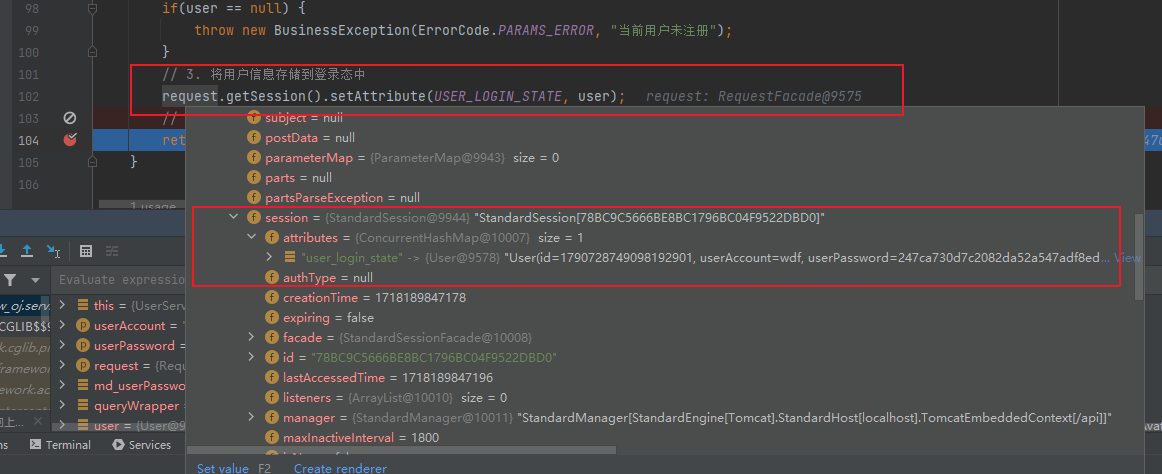 98 if(user == null) {
99 throw new BusinessException(ErrorCode.PARAMS_ERROR, "当前用户未注册");
100 }
101 // 3. 将用户信息存储到登录态中
102 request.getSession().setAttribute(USER_LOGIN_STATE, user); request: RequestFacade@9575
103 //
104 ret
105 }
106
1 usage
f subject = null
f postData = null
f parameterMap = {ParameterMap@9943} size = 0
f parts = null
f partsParseException = null
f session = {StandardSession@9944} "StandardSession[78BC9C5666BE8BC1796BC04F9522DBD0]"
f attributes = {ConcurrentHashMap@10007} size = 1
"user_login_state" -> {User@9578} "User(id=1790728749098192901, userAccount=wdf, userPassword=247ca730d7c2082da52a547adf8ed... View
f authType = null
f creationTime = 1718189847178
f expiring = false
f facade = {StandardSessionFacade@10008}
f id = "78BC9C5666BE8BC1796BC04F9522DBD0"
f lastAccessedTime = 1718189847196
f listeners = {ArrayList@10010} size = 0
f manager = {StandardManager@10011} "StandardManager[StandardEngine[Tomcat].StandardHost[localhost].TomcatEmbeddedContext[/api]]"
f maxInactiveInterval = 1800
Set value F2 Create renderer
Evaluate expression
w_oj.serv
CGLIB$$9
k.cglib.pr
framework
ework.ao
this = {UserServ
p userAccount = "
p userPassword =
p request = {Requ
md_userPasswo
queryWrapper =
user = {User@9
Terminal
Services